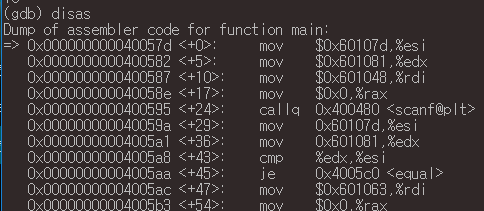 (gdb) disas
Dump of assembler code for function main:
=> 0x000000000040057d <+0>: mov $0x60107d,%esi
0x0000000000400582 <+5>: mov $0x601081,%edx
0x0000000000400587 <+10>: mov $0x601048,%rdi
0x000000000040058e <+17>: mov $0x0,%rax
0x0000000000400595 <+24>: callq 0x400480 <scanf@plt>
0x000000000040059a <+29>: mov 0x60107d,%esi
0x00000000004005a1 <+36>: mov 0x601081,%edx
0x00000000004005a8 <+43>: cmp %edx,%esi
0x00000000004005aa <+45>: je 0x4005c0 <equal>
0x00000000004005ac <+47>: mov $0x601063,%rdi
0x00000000004005b3 <+54>: mov $0x0,%rax